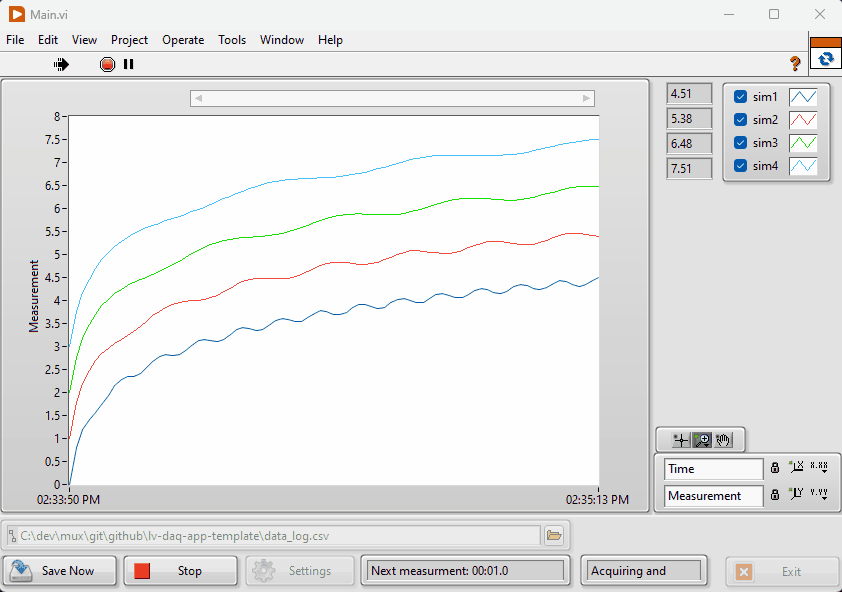 Main.vi
File Edit View Project Operate Tools Window Help
4.51
5.38
6.48
7.51
sim1
sim2
sim3
sim4
8
7.5
7
6.5
6
5.5
5
4.5
4
3.5
3
2.5
2
1.5
1
0.5
0
Measurement
02:33:50 PM
02:35:13 PM
Time
X
X.XX
Measurement
Y
Y.YY
C:\dev\mux\git\github\lv-daq-app-template\data_log.csv
Save Now
Stop
Settings
Next measurment: 00:01.0
Acquiring and
Exit